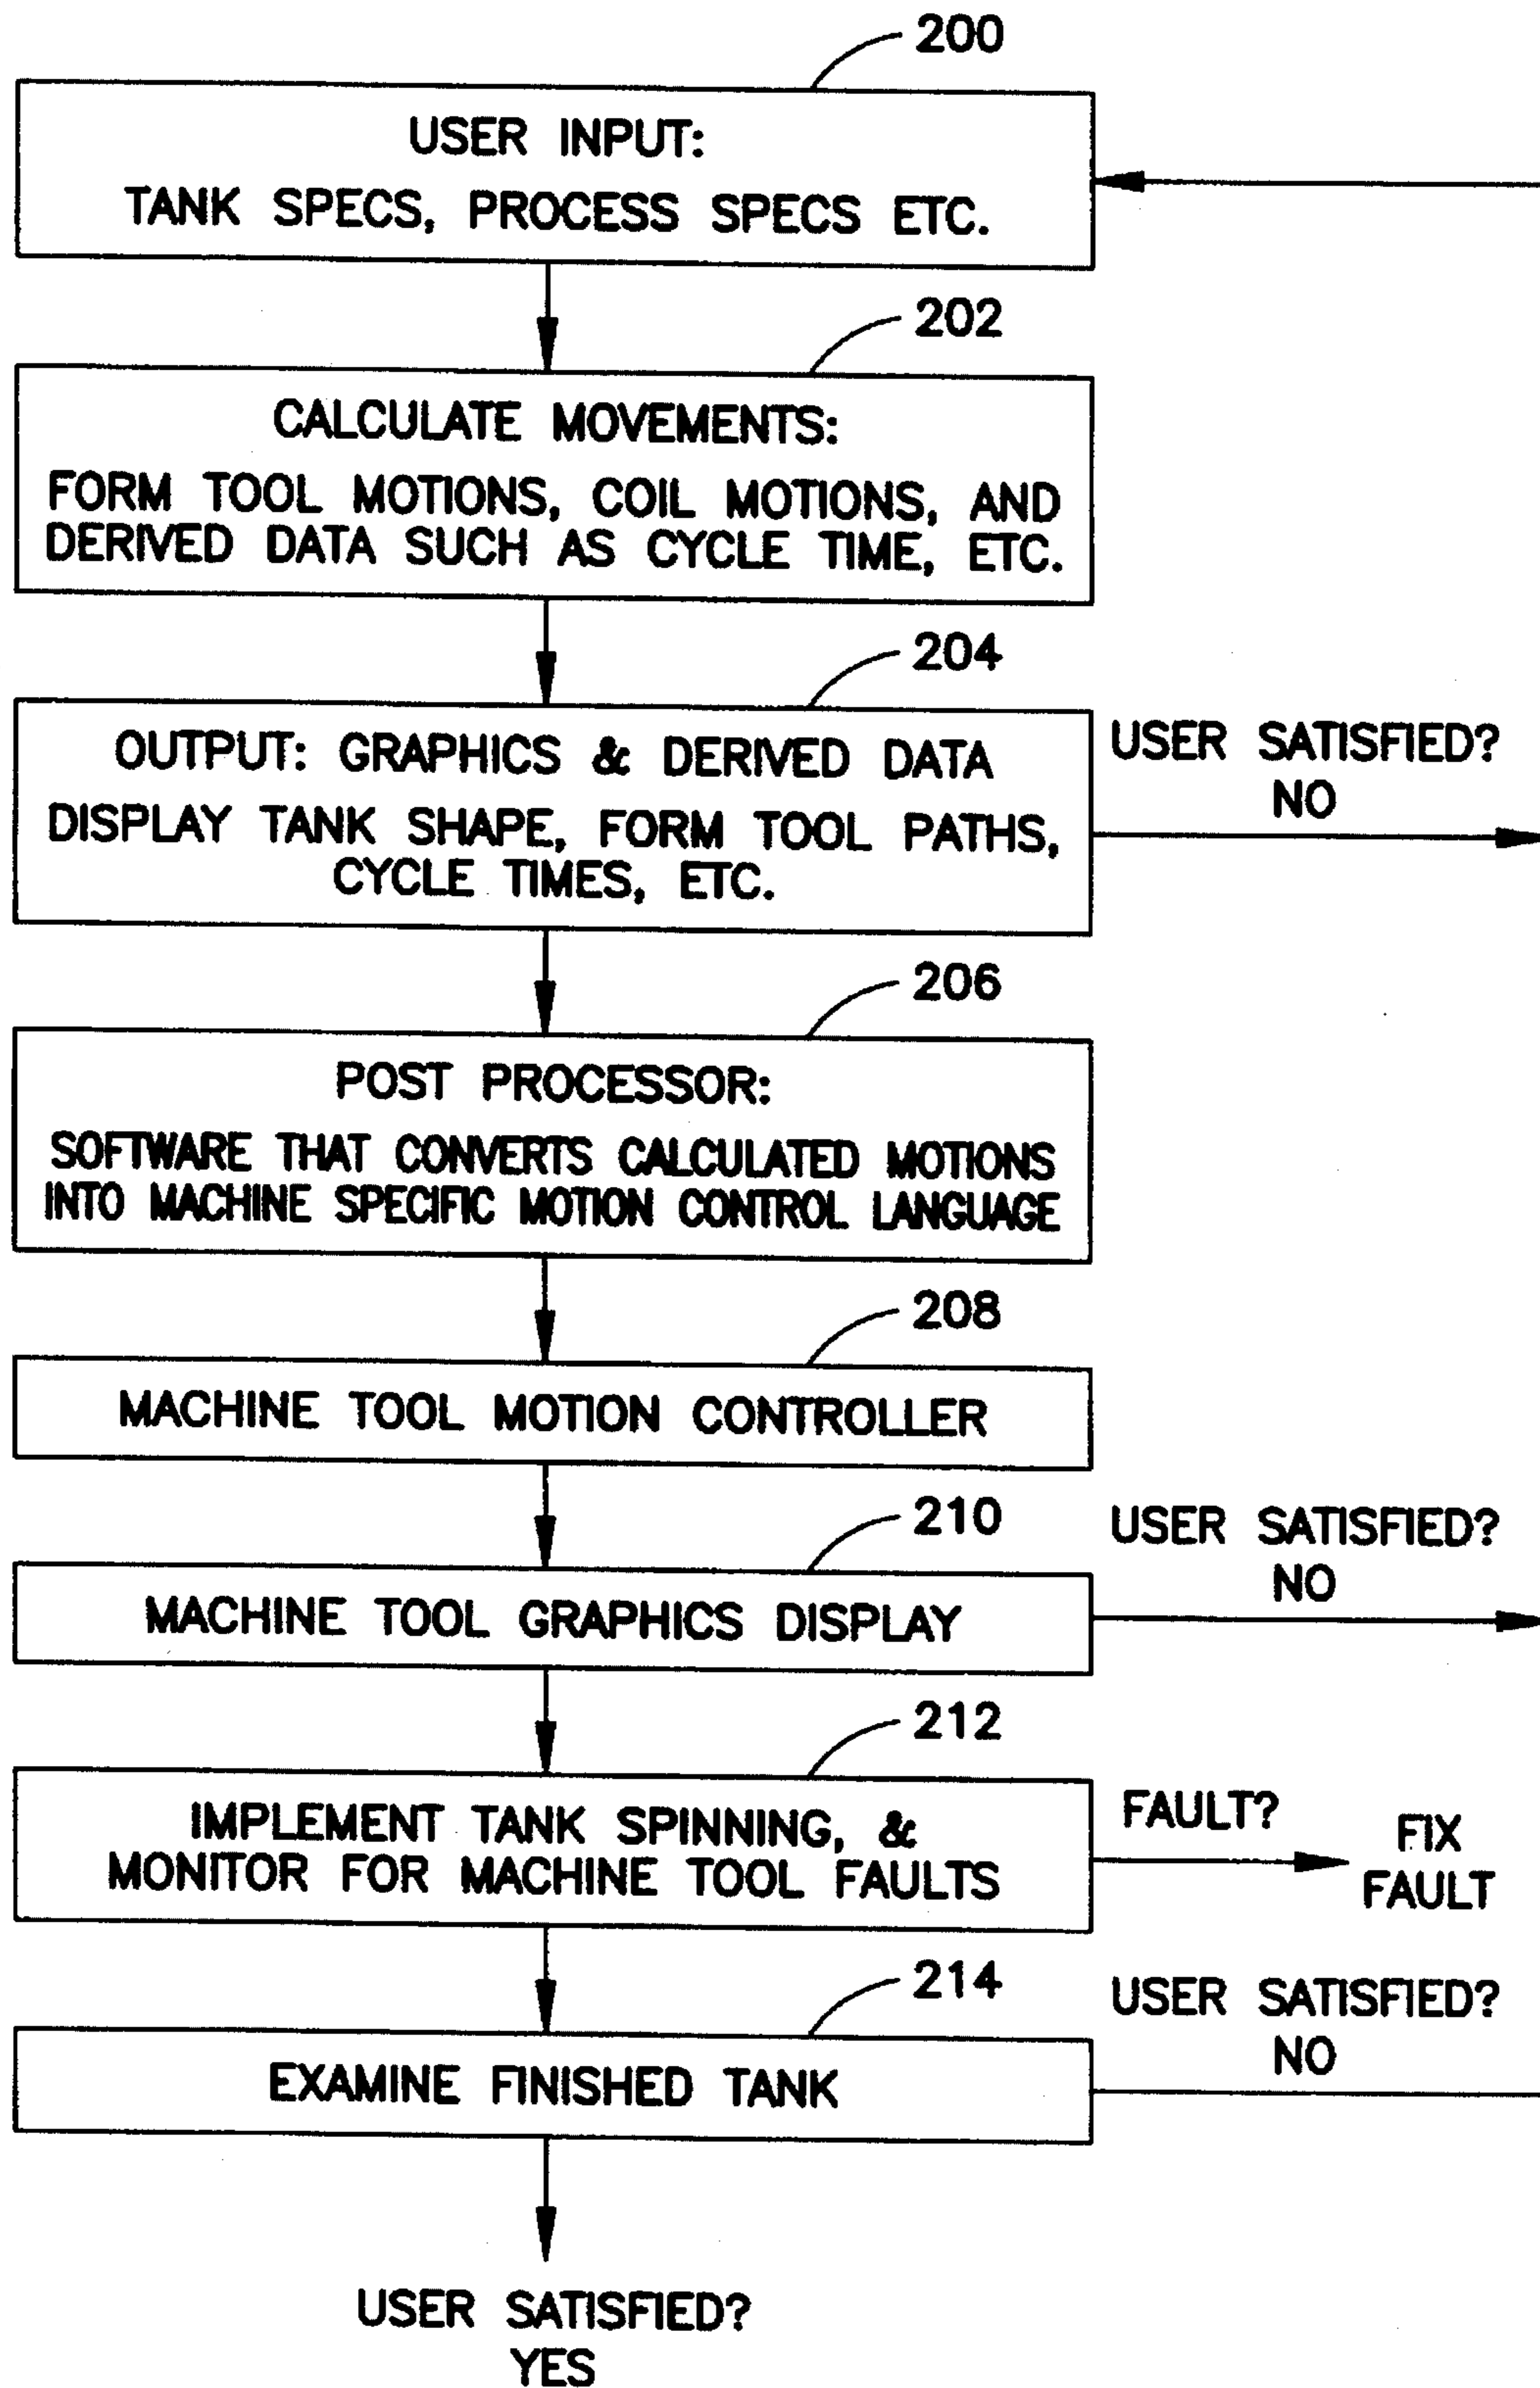 200
USER INPUT:
TANK SPECS, PROCESS SPECS ETC.
202
CALCULATE MOVEMENTS:
FORM TOOL MOTIONS, COIL MOTIONS, AND
DERIVED DATA SUCH AS CYCLE TIME, ETC.
204
OUTPUT: GRAPHICS & DERIVED DATA
DISPLAY TANK SHAPE, FORM TOOL PATHS,
CYCLE TIMES, ETC.
USER SATISFIED?
NO
206
POST PROCESSOR:
SOFTWARE THAT CONVERTS CALCULATED MOTIONS
INTO MACHINE SPECIFIC MOTION CONTROL LANGUAGE
208
MACHINE TOOL MOTION CONTROLLER
210
MACHINE TOOL GRAPHICS DISPLAY
USER SATISFIED?
NO
212
IMPLEMENT TANK SPINNING, &
MONITOR FOR MACHINE TOOL FAULTS
FAULT?
FIX
FAULT
214
EXAMINE FINISHED TANK
USER SATISFIED?
NO
USER SATISFIED?
YES